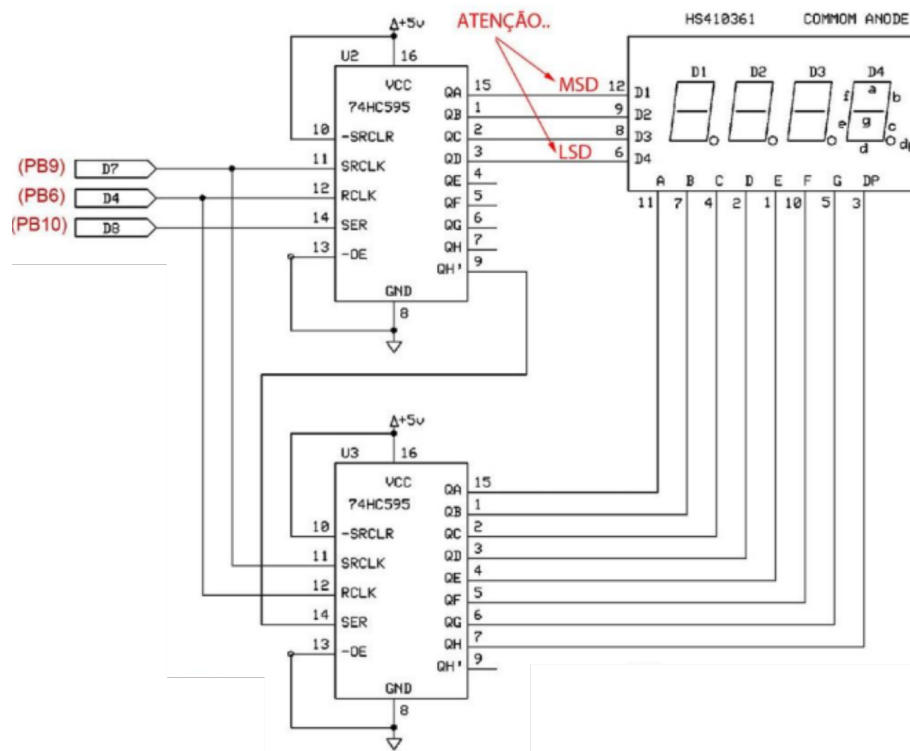 ATENÇÃO..
HS410361 COMMOM ANODE
+5v
U2
16
VCC
74HC595
10 -SRCLR
11 SRCLK
12 RCLK
14 SER
13 -OE
QA 15
QB 1
QC 2
QD 3
QE 4
QF 5
QG 6
QH 7
QH' 9
GND
8
(PB9) D7
(PB6) D4
(PB10) D8
MSD
LSD
12 D1
9 D2
8 D3
6 D4
D1 D2 D3 D4
a
f b
g
e c
d dp
A B C D E F G DP
11 7 4 2 1 10 5 3
+5v
U3
16
VCC
74HC595
10 -SRCLR
11 SRCLK
12 RCLK
14 SER
13 -OE
QA 15
QB 1
QC 2
QD 3
QE 4
QF 5
QG 6
QH 7
QH' 9
GND
8